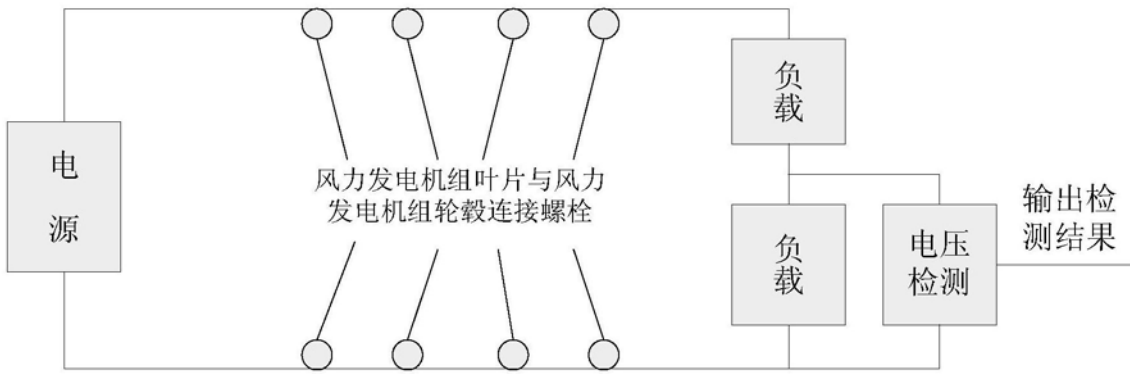 电源
风力发电机组叶片与风力
发电机组轮毂连接螺栓
负载
负载
电压
检测
输出检
测结果